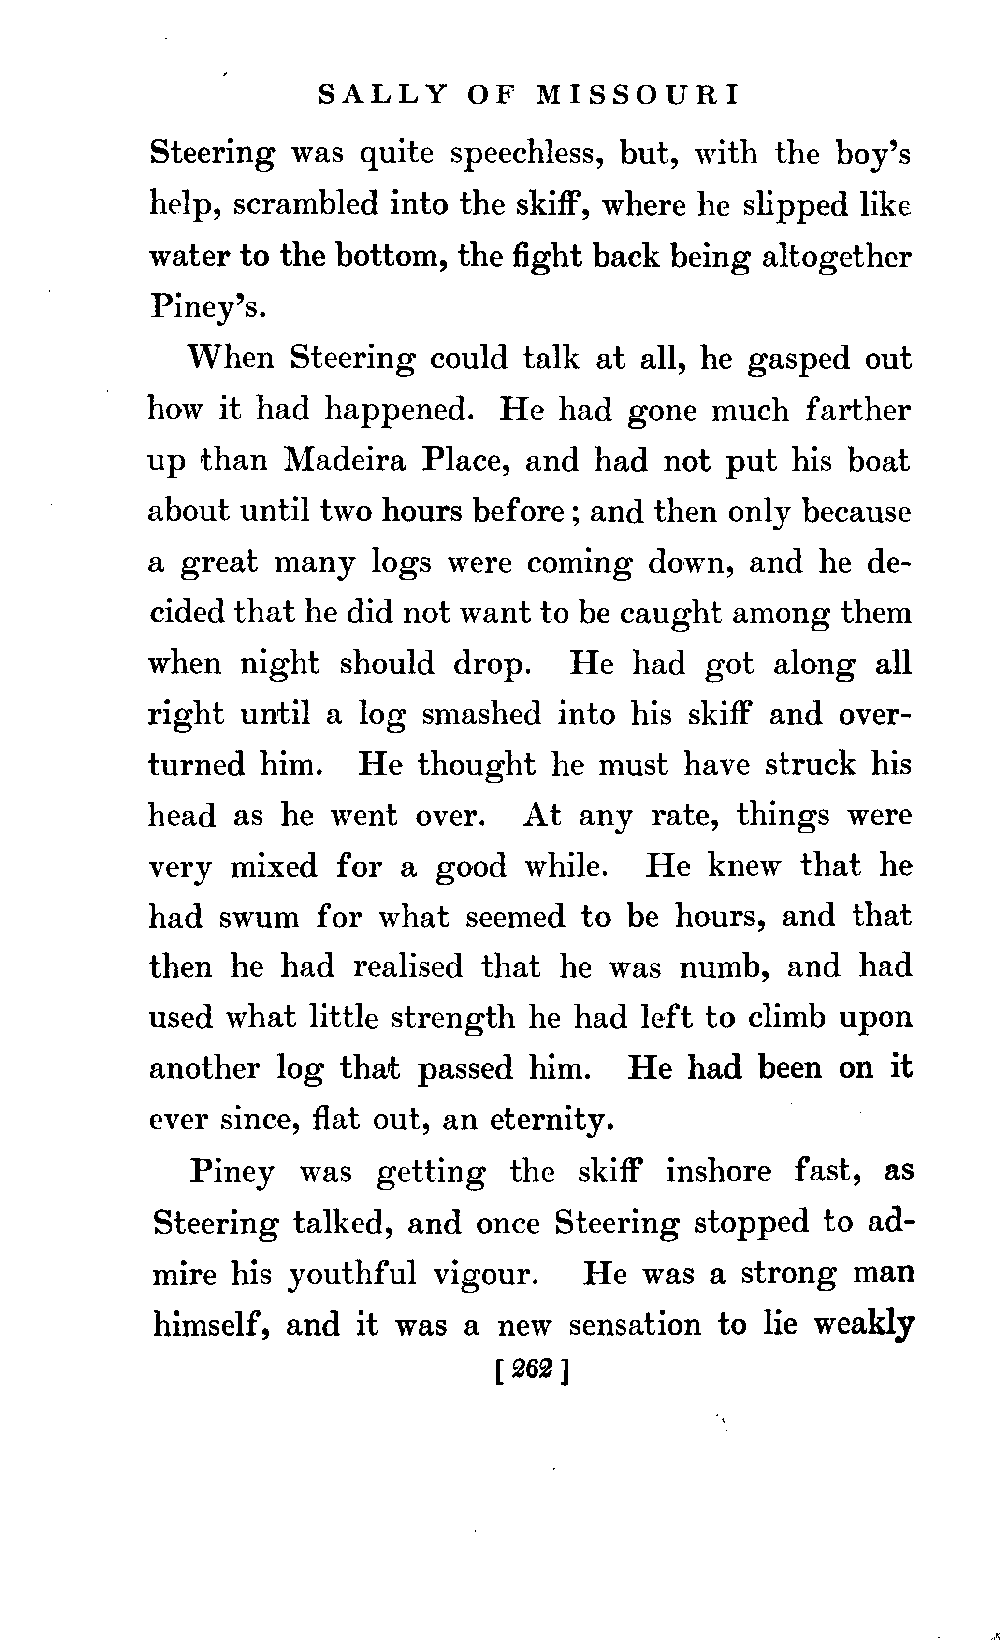 SALLY OF MISSOURI
Steering was quite speechless, but, with the boy's
help, scrambled into the skiff, where he slipped like
water to the bottom, the fight back being altogether
Piney's.
When Steering could talk at all, he gasped out
how it had happened. He had gone much farther
up than Madeira Place, and had not put his boat
about until two hours before; and then only because
a great many logs were coming down, and he de-
cided that he did not want to be caught among them
when night should drop. He had got along all
right until a log smashed into his skiff and over-
turned him. He thought he must have struck his
head as he went over. At any rate, things were
very mixed for a good while. He knew that he
had swum for what seemed to be hours, and that
then he had realised that he was numb, and had
used what little strength he had left to climb upon
another log that passed him. He had been on it
ever since, flat out, an eternity.
Piney was getting the skiff inshore fast, as
Steering talked, and once Steering stopped to ad-
mire his youthful vigour. He was a strong man
himself, and it was a new sensation to lie weakly
[262]